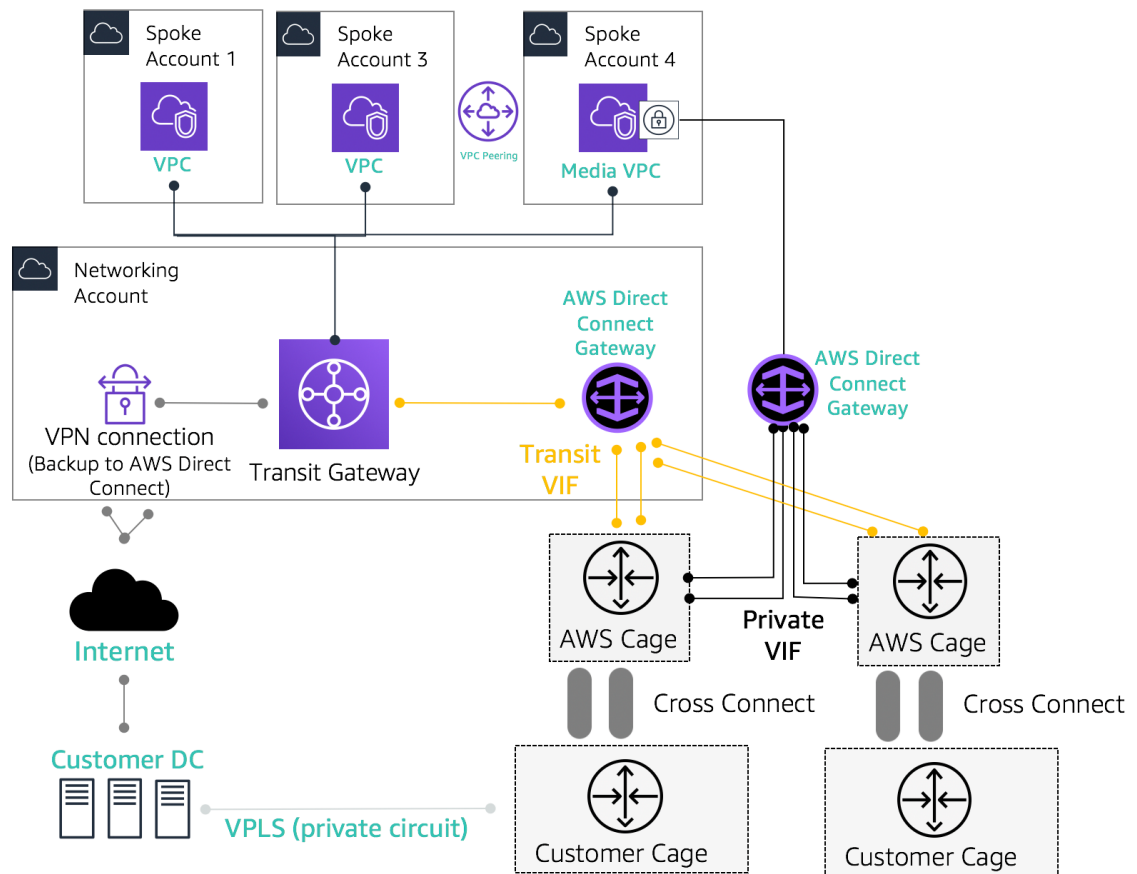 Spoke
Account 1
Spoke
Account 3
Spoke
Account 4
VPC
VPC
VPC Peering
Media VPC
Networking
Account
AWS Direct
Connect
Gateway
AWS Direct
Connect
Gateway
VPN connection
(Backup to AWS Direct
Connect)
Transit Gateway
Transit
VIF
AWS Cage
Private
VIF
AWS Cage
Internet
Cross Connect
Cross Connect
Customer DC
VPLS (private circuit)
Customer Cage
Customer Cage